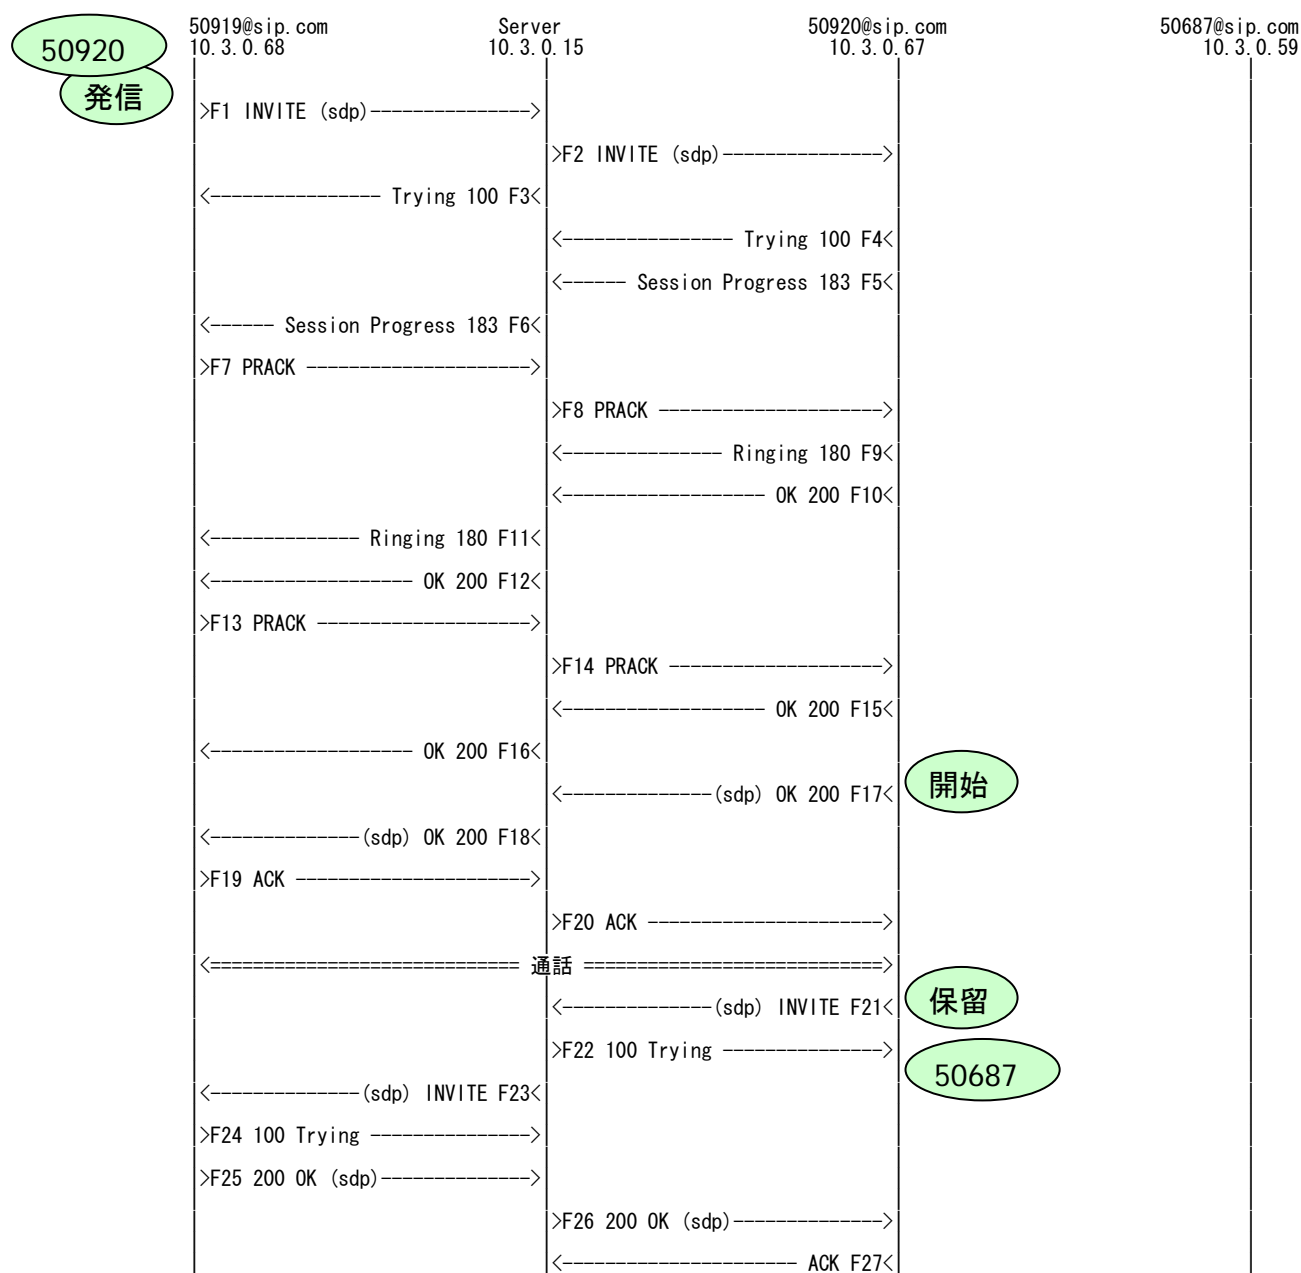 50919@sip.com Server 50920@sip.com 50687@sip.com
10.3.0.68 10.3.0.15 10.3.0.67 10.3.0.59
50920
発信
>F1 INVITE (sdp)--------------->
>F2 INVITE (sdp)--------------->
<---------------- Trying 100 F3<
<---------------- Trying 100 F4<
<------ Session Progress 183 F5<
<------ Session Progress 183 F6<
>F7 PRACK --------------------->
>F8 PRACK --------------------->
<--------------- Ringing 180 F9<
<------------------- OK 200 F10<
<-------------- Ringing 180 F11<
<------------------- OK 200 F12<
>F13 PRACK -------------------->
>F14 PRACK -------------------->
<------------------- OK 200 F15<
<------------------- OK 200 F16<
開始
<--------------(sdp) OK 200 F17<
<--------------(sdp) OK 200 F18<
>F19 ACK ---------------------->
>F20 ACK ---------------------->
<============================= 通話 ============================>
保留
<--------------(sdp) INVITE F21<
>F22 100 Trying --------------->
50687
<--------------(sdp) INVITE F23<
>F24 100 Trying --------------->
>F25 200 OK (sdp)-------------->
>F26 200 OK (sdp)-------------->
<---------------------- ACK F27<